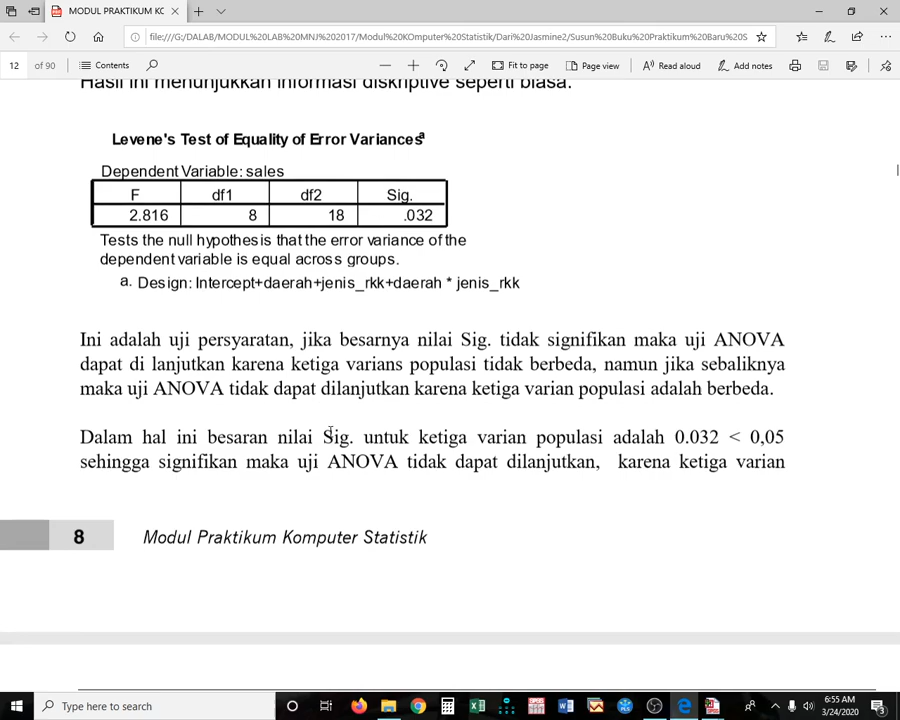 MODUL PRAKTIKUM KC
file:///G:/DALAB/MODUL%20LAB%20MNJ%202017/Modul%20KOmputer%20Statistik/Dari%20Jasmine2/Susun%20Buku%20Praktikum%20Baru%20S
12 of 90 Contents Fit to page Page view Read aloud Add notes
Hasil ini menunjukkan informasi diskriptive seperti biasa.
Levene's Test of Equality of Error Variancesa
Dependent Variable: sales
F df1 df2 Sig.
2.816 8 18 .032
Tests the null hypothesis that the error variance of the
dependent variable is equal across groups.
a. Design: Intercept+daerah+jenis_rkk+daerah * jenis_rkk
Ini adalah uji persyaratan, jika besarnya nilai Sig. tidak signifikan maka uji ANOVA
dapat di lanjutkan karena ketiga varians populasi tidak berbeda, namun jika sebaliknya
maka uji ANOVA tidak dapat dilanjutkan karena ketiga varian populasi adalah berbeda.
Dalam hal ini besaran nilai Sig. untuk ketiga varian populasi adalah 0.032 < 0,05
sehingga signifikan maka uji ANOVA tidak dapat dilanjutkan, karena ketiga varian
8 Modul Praktikum Komputer Statistik
Type here to search
6:55 AM
3/24/2020
3